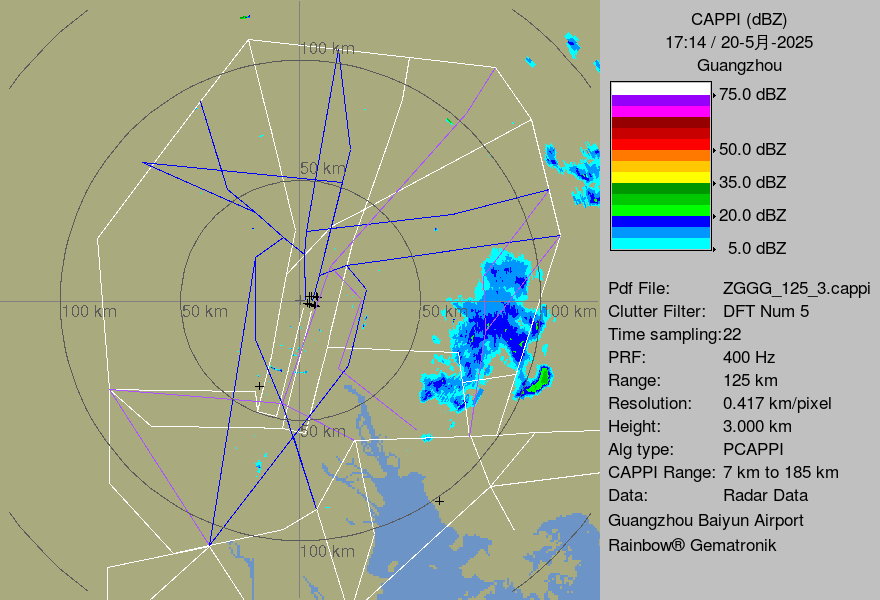 100 km
50 km
100 km
50 km
50 km
100 km
50 km
100 km
CAPPI (dBZ)
17:14 / 20-5月-2025
Guangzhou
75.0 dBZ
50.0 dBZ
35.0 dBZ
20.0 dBZ
5.0 dBZ
Pdf File: ZGGG_125_3.cappi
Clutter Filter: DFT Num 5
Time sampling:22
PRF: 400 Hz
Range: 125 km
Resolution: 0.417 km/pixel
Height: 3.000 km
Alg type: PCAPPI
CAPPI Range: 7 km to 185 km
Data: Radar Data
Guangzhou Baiyun Airport
Rainbow® Gematronik